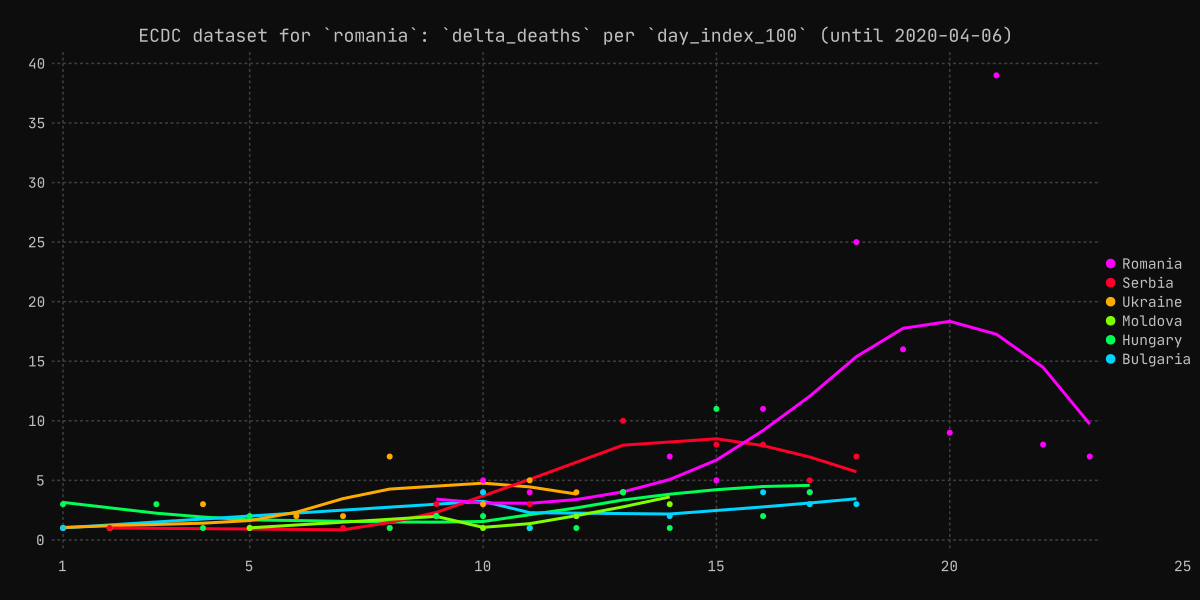 ECDC dataset for `romania`: `delta_deaths` per `day_index_100` (until 2020-04-06)
40
35
30
25
20
15
10
5
0
1 5 10 15 20 25
Romania
Serbia
Ukraine
Moldova
Hungary
Bulgaria